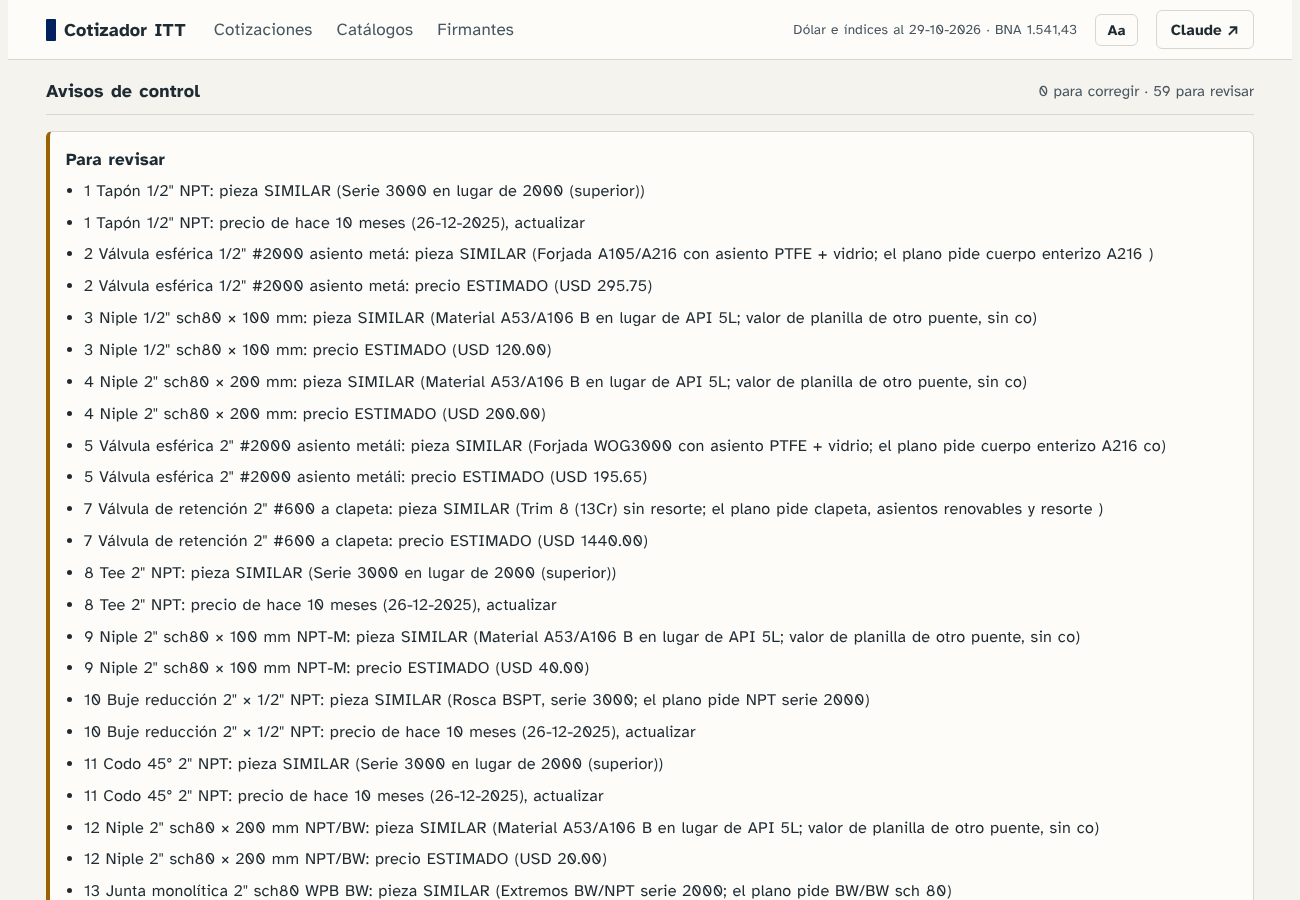 Cotizador ITT
Cotizaciones
Catálogos
Firmantes
Dólar e índices al 29-10-2026 · BNA 1.541,43
Aa
Claude ↗
Avisos de control
0 para corregir · 59 para revisar
Para revisar
• 1 Tapón 1/2" NPT: pieza SIMILAR (Serie 3000 en lugar de 2000 (superior))
• 1 Tapón 1/2" NPT: precio de hace 10 meses (26-12-2025), actualizar
• 2 Válvula esférica 1/2" #2000 asiento metá: pieza SIMILAR (Forjada A105/A216 con asiento PTFE + vidrio; el plano pide cuerpo enterizo A216 )
• 2 Válvula esférica 1/2" #2000 asiento metá: precio ESTIMADO (USD 295.75)
• 3 Niple 1/2" sch80 × 100 mm: pieza SIMILAR (Material A53/A106 B en lugar de API 5L; valor de planilla de otro puente, sin co)
• 3 Niple 1/2" sch80 × 100 mm: precio ESTIMADO (USD 120.00)
• 4 Niple 2" sch80 × 200 mm: pieza SIMILAR (Material A53/A106 B en lugar de API 5L; valor de planilla de otro puente, sin co)
• 4 Niple 2" sch80 × 200 mm: precio ESTIMADO (USD 200.00)
• 5 Válvula esférica 2" #2000 asiento metáli: pieza SIMILAR (Forjada WOG3000 con asiento PTFE + vidrio; el plano pide cuerpo enterizo A216 co)
• 5 Válvula esférica 2" #2000 asiento metáli: precio ESTIMADO (USD 195.65)
• 7 Válvula de retención 2" #600 a clapeta: pieza SIMILAR (Trim 8 (13Cr) sin resorte; el plano pide clapeta, asientos renovables y resorte )
• 7 Válvula de retención 2" #600 a clapeta: precio ESTIMADO (USD 1440.00)
• 8 Tee 2" NPT: pieza SIMILAR (Serie 3000 en lugar de 2000 (superior))
• 8 Tee 2" NPT: precio de hace 10 meses (26-12-2025), actualizar
• 9 Niple 2" sch80 × 100 mm NPT-M: pieza SIMILAR (Material A53/A106 B en lugar de API 5L; valor de planilla de otro puente, sin co)
• 9 Niple 2" sch80 × 100 mm NPT-M: precio ESTIMADO (USD 40.00)
• 10 Buje reducción 2" × 1/2" NPT: pieza SIMILAR (Rosca BSPT, serie 3000; el plano pide NPT serie 2000)
• 10 Buje reducción 2" × 1/2" NPT: precio de hace 10 meses (26-12-2025), actualizar
• 11 Codo 45° 2" NPT: pieza SIMILAR (Serie 3000 en lugar de 2000 (superior))
• 11 Codo 45° 2" NPT: precio de hace 10 meses (26-12-2025), actualizar
• 12 Niple 2" sch80 × 200 mm NPT/BW: pieza SIMILAR (Material A53/A106 B en lugar de API 5L; valor de planilla de otro puente, sin co)
• 12 Niple 2" sch80 × 200 mm NPT/BW: precio ESTIMADO (USD 20.00)
• 13 Junta monolítica 2" sch80 WPB BW: pieza SIMILAR (Extremos BW/NPT serie 2000; el plano pide BW/BW sch 80)